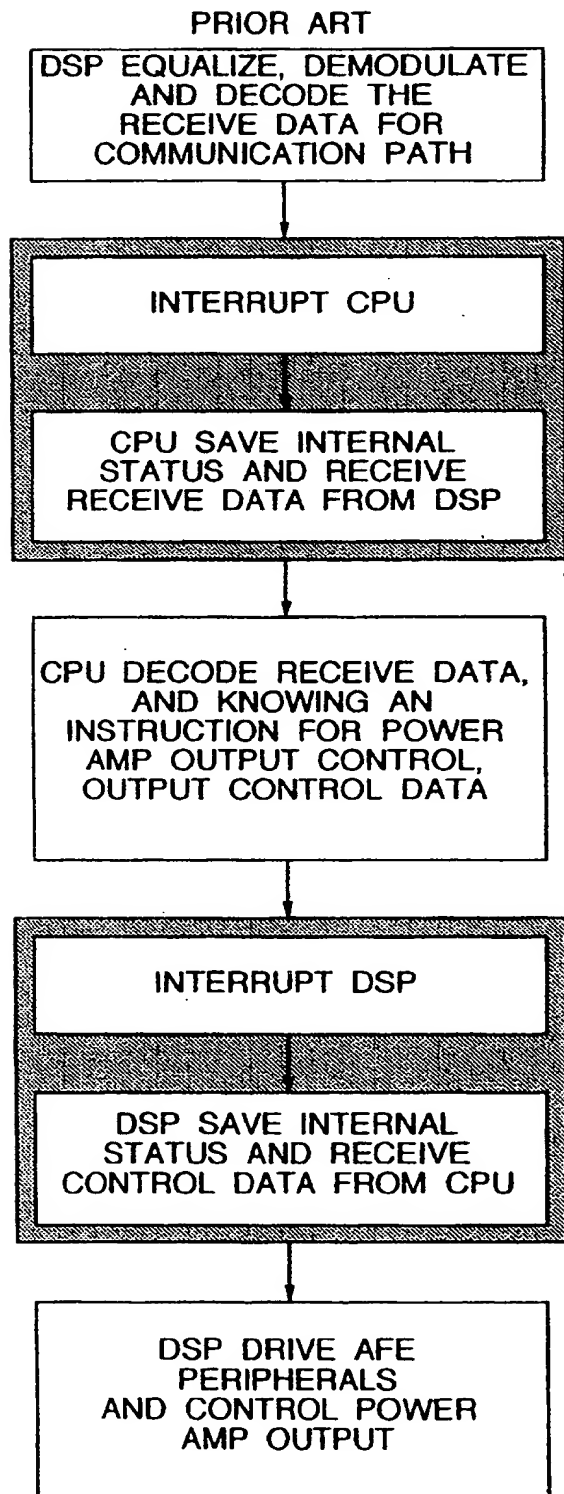 PRIOR ART
DSP EQUALIZE, DEMODULATE
AND DECODE THE
RECEIVE DATA FOR
COMMUNICATION PATH
INTERRUPT CPU
CPU SAVE INTERNAL
STATUS AND RECEIVE
RECEIVE DATA FROM DSP
CPU DECODE RECEIVE DATA,
AND KNOWING AN
INSTRUCTION FOR POWER
AMP OUTPUT CONTROL,
OUTPUT CONTROL DATA
INTERRUPT DSP
DSP SAVE INTERNAL
STATUS AND RECEIVE
CONTROL DATA FROM CPU
DSP DRIVE AFE
PERIPHERALS
AND CONTROL POWER
AMP OUTPUT